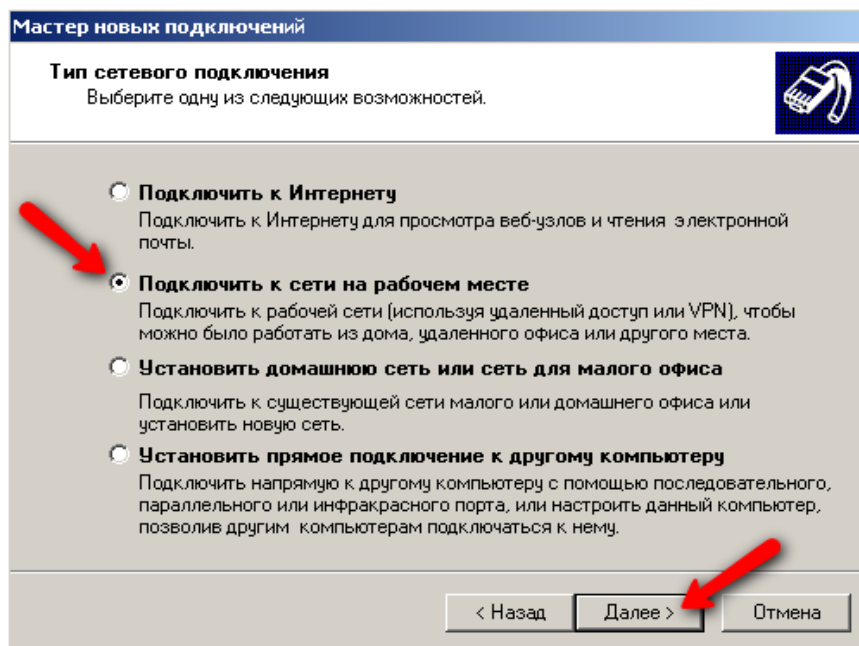 Мастер новых подключений
Тип сетевого подключения
Выберите одну из следующих возможностей.
Подключить к Интернету
Подключить к Интернету для просмотра веб-узлов и чтения электронной
почты.
Подключить к сети на рабочем месте
Подключить к рабочей сети (используя удаленный доступ или VPN), чтобы
можно было работать из дома, удаленного офиса или другого места.
Установить домашнюю сеть или сеть для малого офиса
Подключить к существующей сети малого или домашнего офиса или
установить новую сеть.
Установить прямое подключение к другому компьютеру
Подключить напрямую к другому компьютеру с помощью последовательного,
параллельного или инфракрасного порта, или настроить данный компьютер,
позволив другим компьютерам подключаться к нему.
< Назад Далее > Отмена